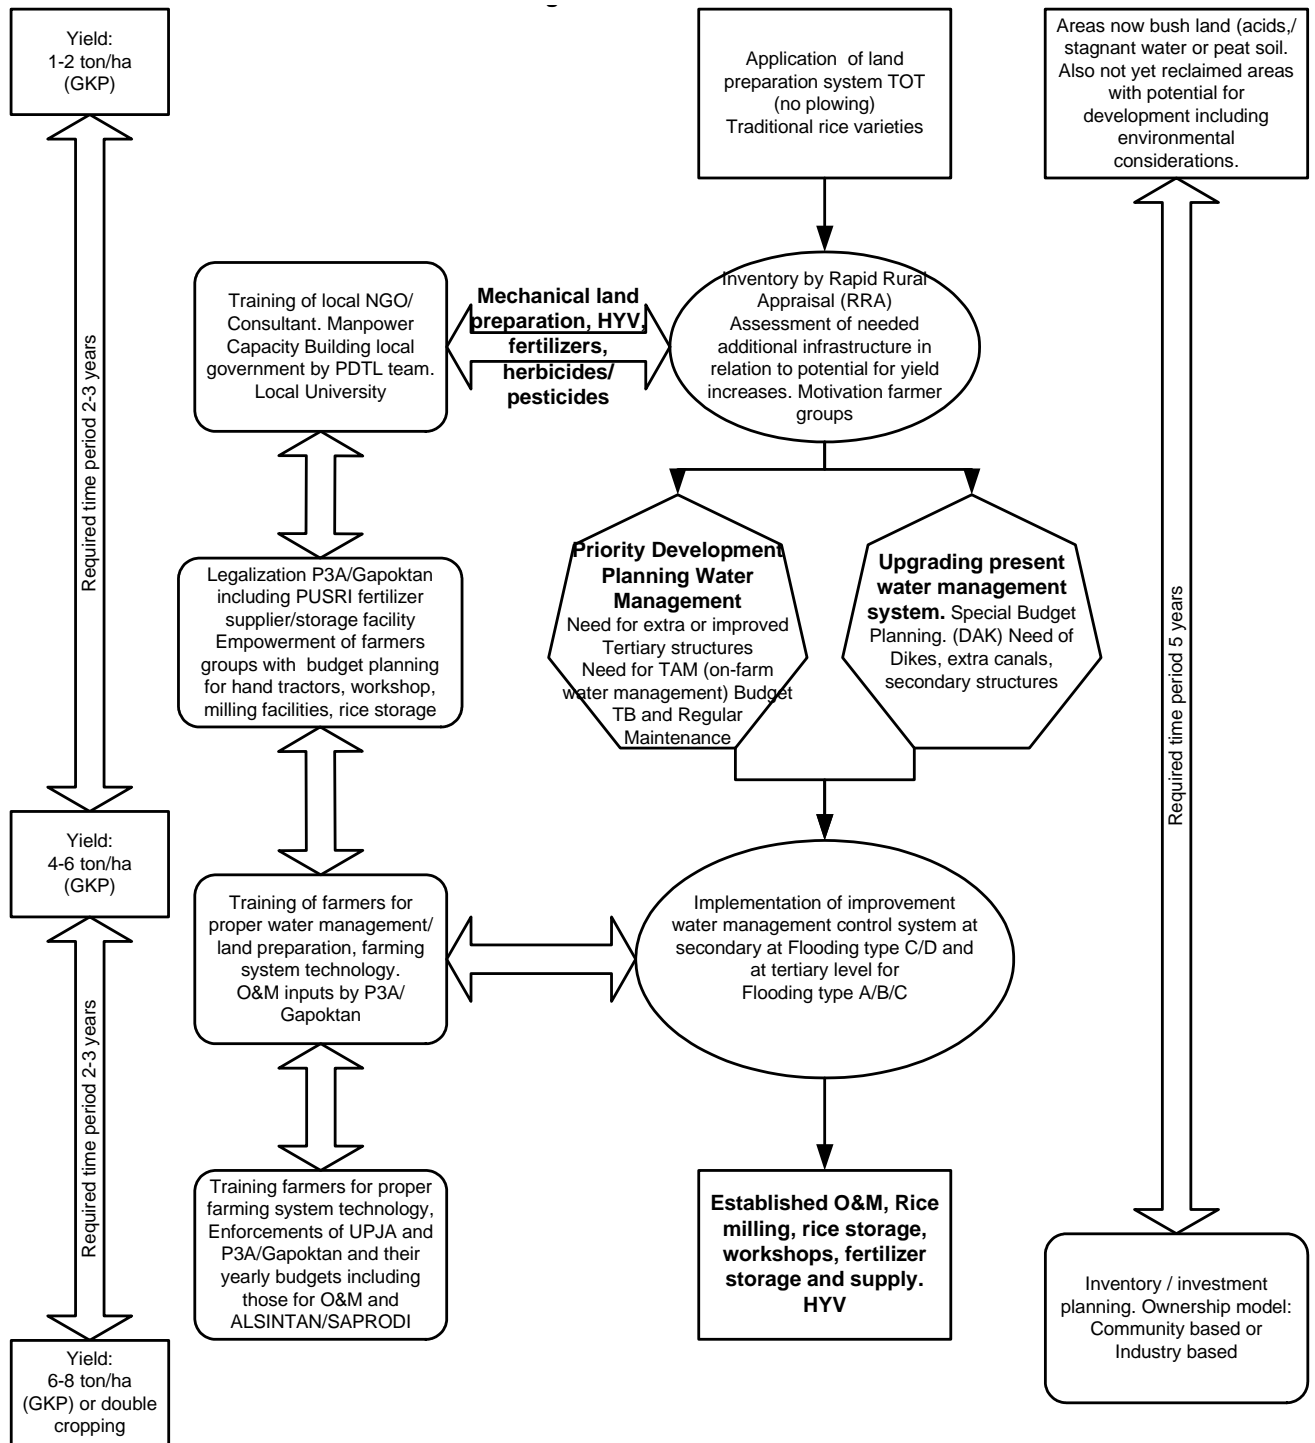 Yield:
1-2 ton/ha
(GKP)
Application of land
preparation system TOT
(no plowing)
Traditional rice varieties
Areas now bush land (acids,/
stagnant water or peat soil.
Also not yet reclaimed areas
with potential for
development including
environmental
considerations.
Required time period 2-3 years
Training of local NGO/
Consultant. Manpower
Capacity Building local
government by PDTL team.
Local University
Mechanical land
preparation, HYV,
fertilizers,
herbicides/
pesticides
Inventory by Rapid Rural
Appraisal (RRA)
Assessment of needed
additional infrastructure in
relation to potential for yield
increases. Motivation farmer
groups
Legalization P3A/Gapoktan
including PUSRI fertilizer
supplier/storage facility
Empowerment of farmers
groups with budget planning
for hand tractors, workshop,
milling facilities, rice storage
Priority Development
Planning Water
Management
Need for extra or improved
Tertiary structures
Need for TAM (on-farm
water management) Budget
TB and Regular
Maintenance
Upgrading present
water management
system. Special Budget
Planning. (DAK) Need of
Dikes, extra canals,
secondary structures
Required time period 5 years
Yield:
4-6 ton/ha
(GKP)
Training of farmers for
proper water management/
land preparation, farming
system technology.
O&M inputs by P3A/
Gapoktan
Implementation of improvement
water management control system at
secondary at Flooding type C/D and
at tertiary level for
Flooding type A/B/C
Required time period 2-3 years
Training farmers for proper
farming system technology,
Enforcements of UPJA and
P3A/Gapoktan and their
yearly budgets including
those for O&M and
ALSINTAN/SAPRODI
Established O&M, Rice
milling, rice storage,
workshops, fertilizer
storage and supply.
HYV
Inventory / investment
planning. Ownership model:
Community based or
Industry based
Yield:
6-8 ton/ha
(GKP) or double
cropping